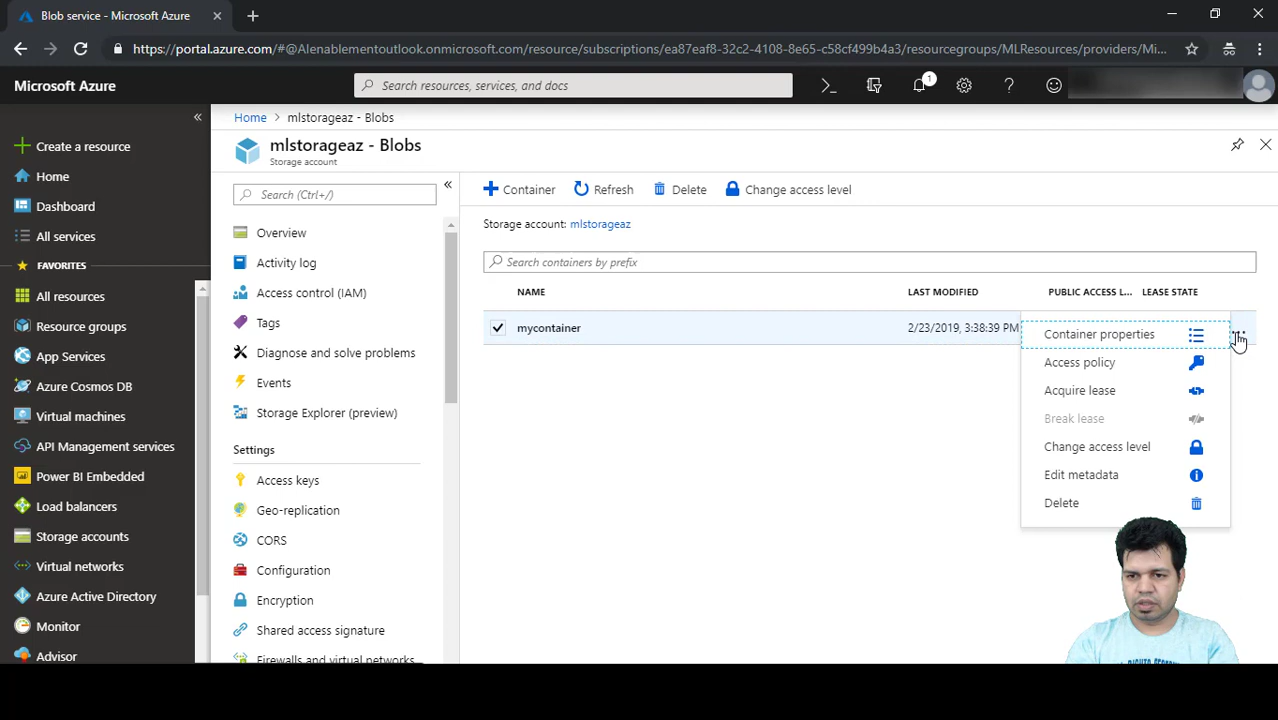 Blob service - Microsoft Azure
https://portal.azure.com/#@AIenablementoutlook.onmicrosoft.com/resource/subscriptions/ea87eaf8-32c2-4108-8e65-c58cf499b4a3/resourcegroups/MLResources/providers/Mi...
Microsoft Azure
Search resources, services, and docs
1
Home > mlstorageaz - Blobs
mlstorageaz - Blobs
Storage account
Create a resource
Home
Dashboard
All services
FAVORITES
All resources
Resource groups
App Services
Azure Cosmos DB
Virtual machines
API Management services
Power BI Embedded
Load balancers
Storage accounts
Virtual networks
Azure Active Directory
Monitor
Advisor
Search (Ctrl+/)
Overview
Activity log
Access control (IAM)
Tags
Diagnose and solve problems
Events
Storage Explorer (preview)
Settings
Access keys
Geo-replication
CORS
Configuration
Encryption
Shared access signature
Firewalls and virtual networks
Container Refresh Delete Change access level
Storage account: mlstorageaz
Search containers by prefix
NAME LAST MODIFIED PUBLIC ACCESS L... LEASE STATE
mycontainer 2/23/2019, 3:38:39 PM
Container properties
Access policy
Acquire lease
Break lease
Change access level
Edit metadata
Delete